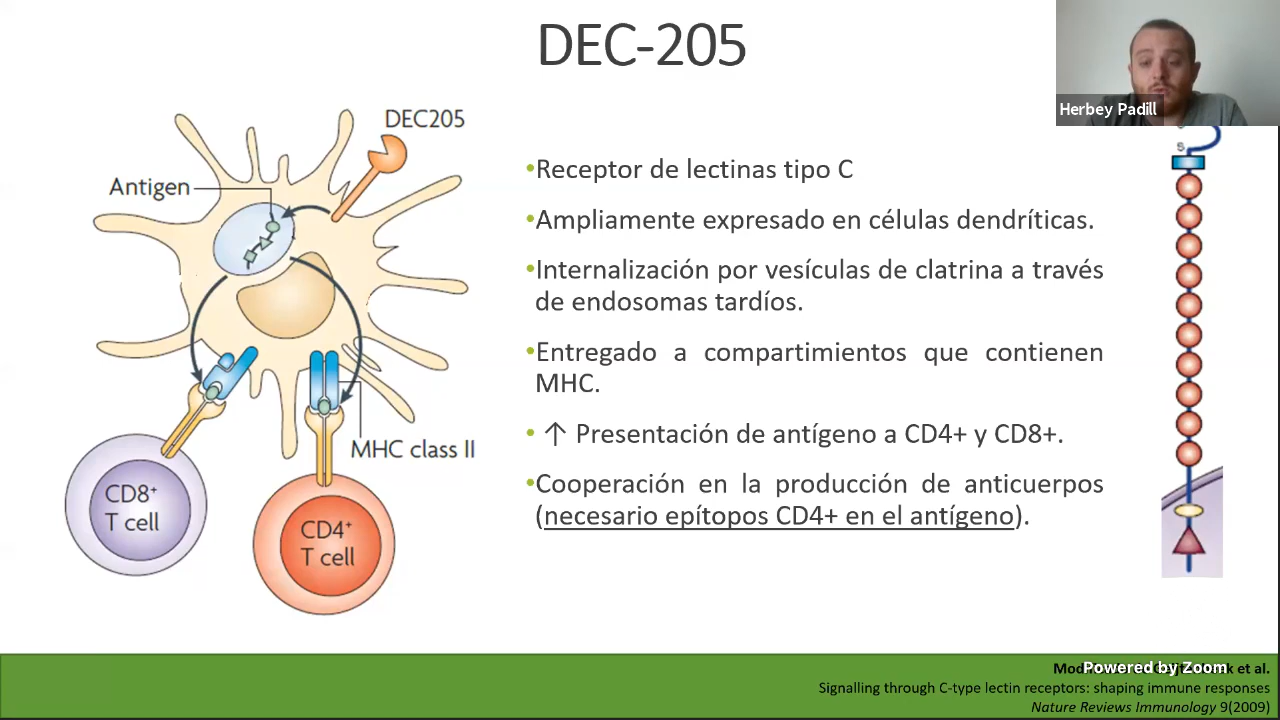 DEC-205
Herbey Padill
DEC205
Antigen
s
•Receptor de lectinas tipo C
•Ampliamente expresado en células dendríticas.
•Internalización por vesículas de clatrina a través
de endosomas tardíos.
•Entregado a compartimientos que contienen
MHC.
• ↑ Presentación de antígeno a CD4+ y CD8+.
•Cooperación en la producción de anticuerpos
(necesario epítopos CD4+ en el antígeno).
MHC class II
CD8⁺
T cell
CD4⁺
T cell
Powered by Zoom
et al.
Signalling through C-type lectin receptors: shaping immune responses
Nature Reviews Immunology 9(2009)